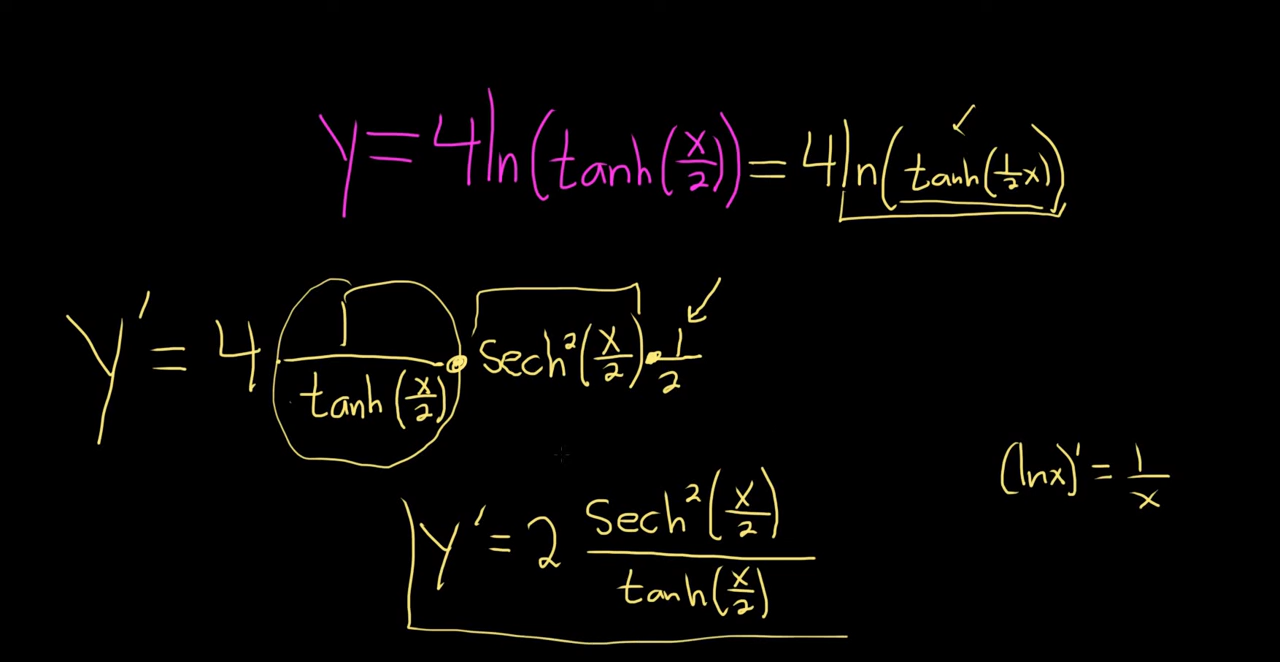 y = 4ln(tanh(x/2)) = 4ln(tanh(1/2x))
y' = 4 1/tanh(x/2) • Sech²(x/2) • 1/2
(lnx)' = 1/x
y' = 2 Sech²(x/2)/tanh(x/2)